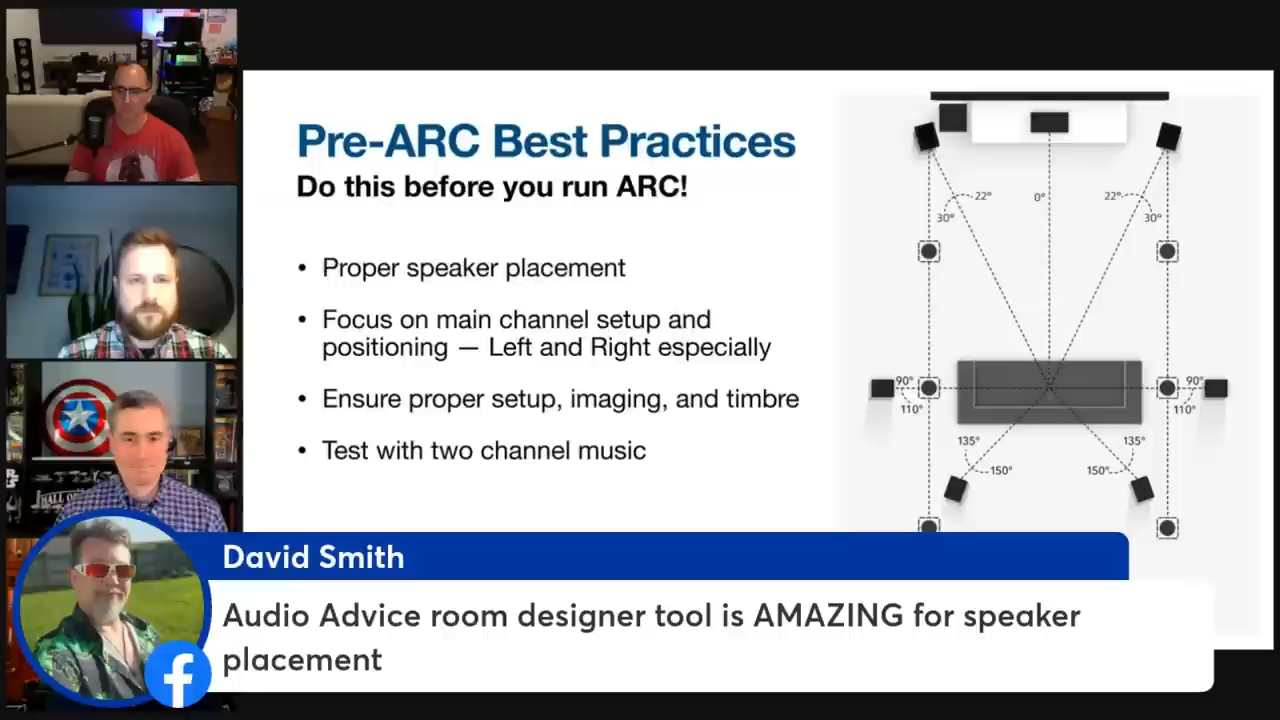 Pre-ARC Best Practices
Do this before you run ARC!
• Proper speaker placement
• Focus on main channel setup and
positioning — Left and Right especially
• Ensure proper setup, imaging, and timbre
• Test with two channel music
22°
30°
0°
22°
30°
90°
110°
90°
110°
135°
150°
135°
150°
HALL OF
David Smith
Audio Advice room designer tool is AMAZING for speaker
placement